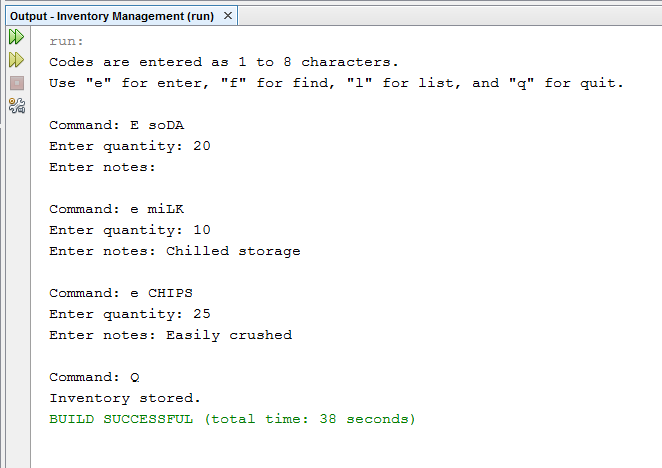 Output - Inventory Management (run)
run:
Codes are entered as 1 to 8 characters.
Use "e" for enter, "f" for find, "l" for list, and "q" for quit.
Command: E soDA
Enter quantity: 20
Enter notes:
Command: e miLK
Enter quantity: 10
Enter notes: Chilled storage
Command: e CHIPS
Enter quantity: 25
Enter notes: Easily crushed
Command: Q
Inventory stored.
BUILD SUCCESSFUL (total time: 38 seconds)